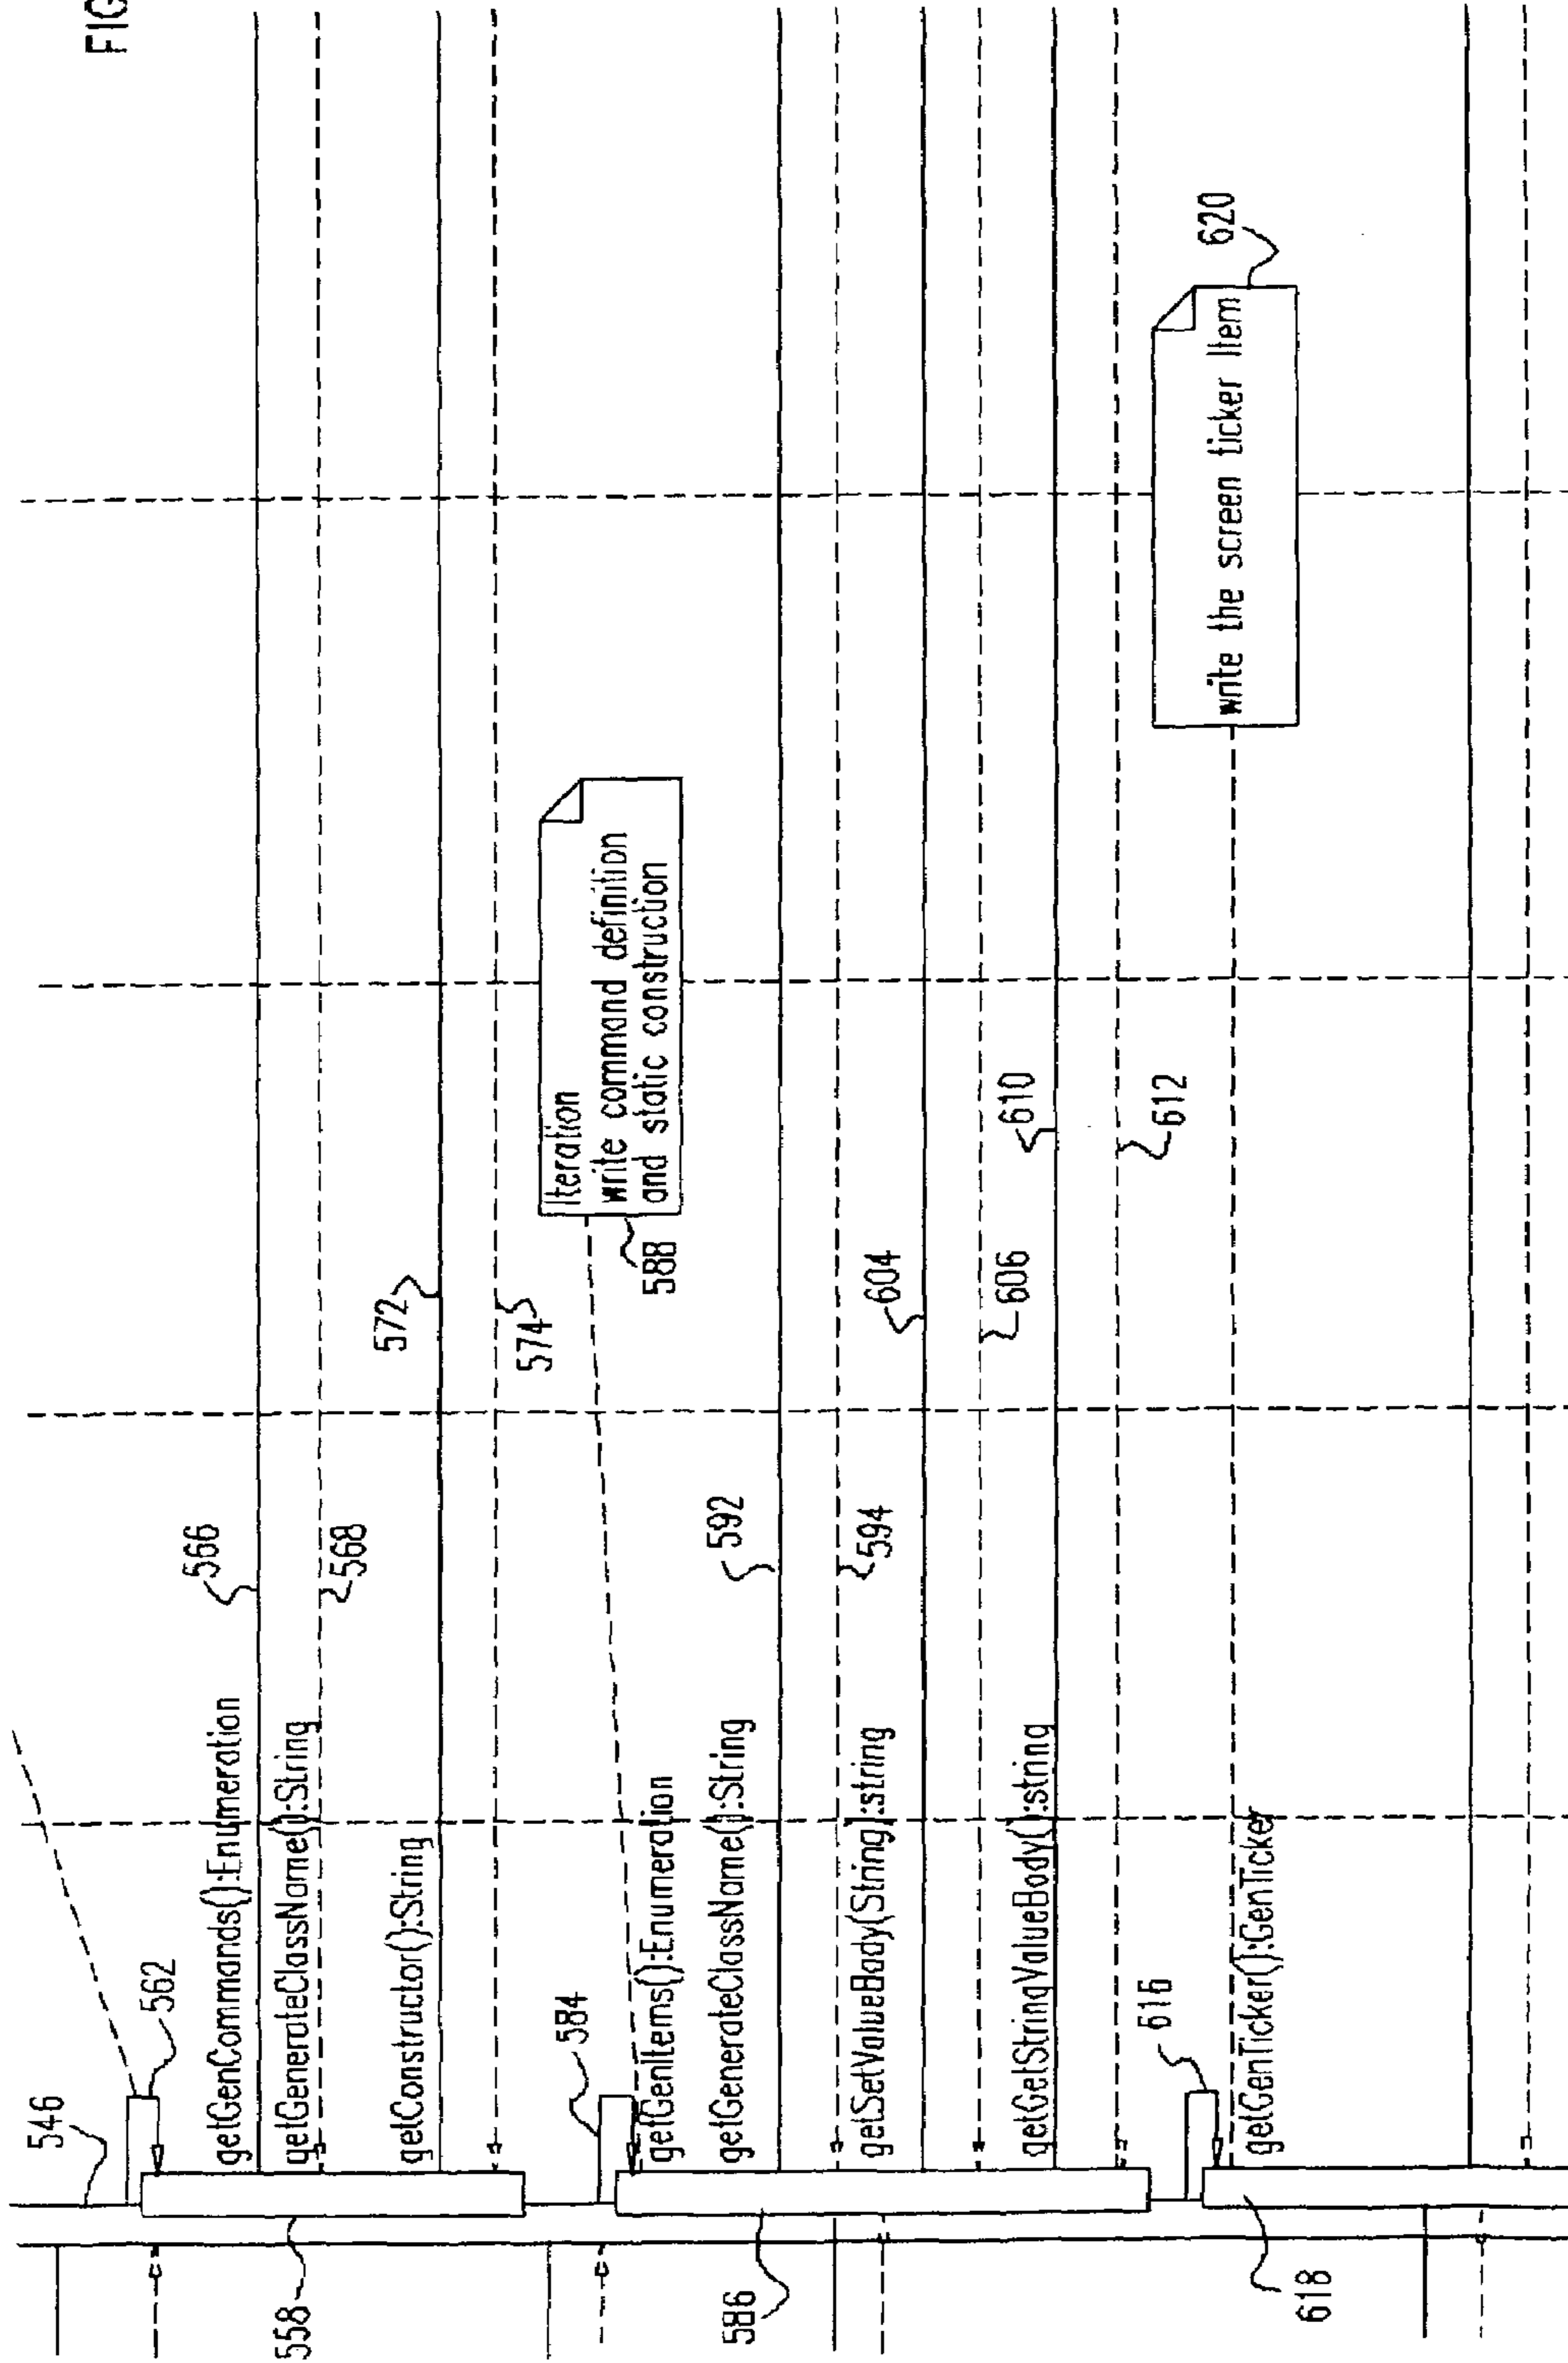 FIG
546
562
getGenCommands():Enumeration
566
getGenerateClassName():String
568
getConstructor():String
572
574
558
584
Iteration
write command definition
and static construction
588
getGenItems():Enumeration
getGenerateClassName():String
592
594
getSetValueBody(String):string
604
606
getGetStringValueBody():string
610
612
586
616
getGenTicker():GenTicker
write the screen ticker Item
620
618